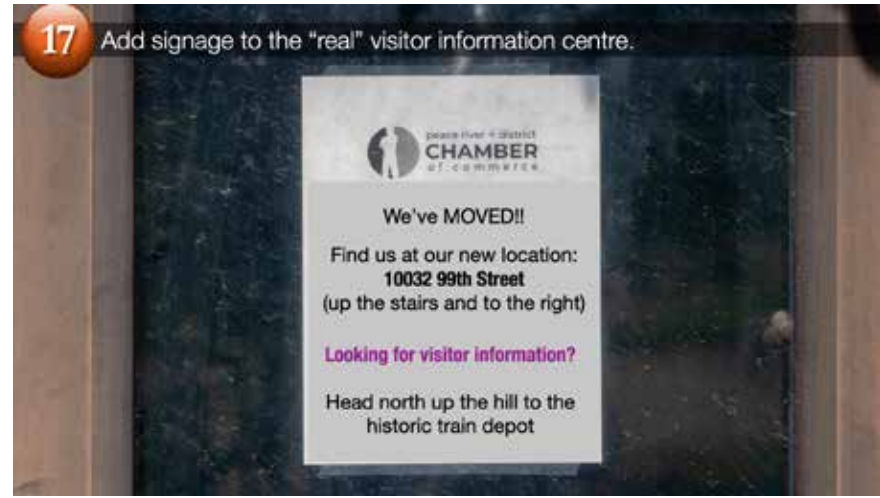 17 Add signage to the “real” visitor information centre.
peace river + district
CHAMBER
of commerce
We've MOVED!!
Find us at our new location:
10032 99th Street
(up the stairs and to the right)
Looking for visitor information?
Head north up the hill to the
historic train depot